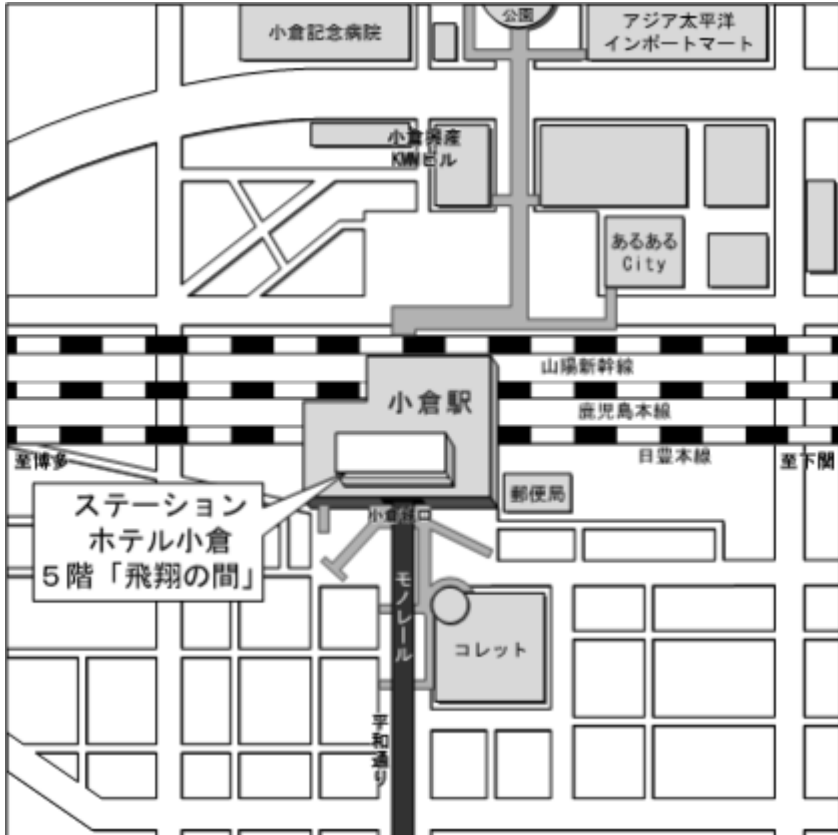 公園
小倉記念病院
アジア太平洋
インポートマート
小倉興産
KMMビル
あるある
City
山陽新幹線
小倉駅
鹿児島本線
日豊本線
至博多
至下関
ステーション
ホテル小倉
5階「飛翔の間」
郵便局
小倉城口
モノレール
コレット
平和通り